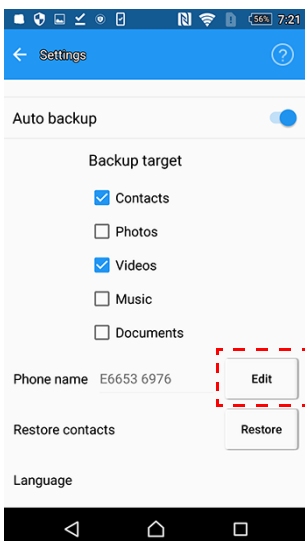 56% 7:21
Settings ?
Auto backup
Backup target
Contacts
Photos
Videos
Music
Documents
Phone name E6653 6976 Edit
Restore contacts Restore
Language